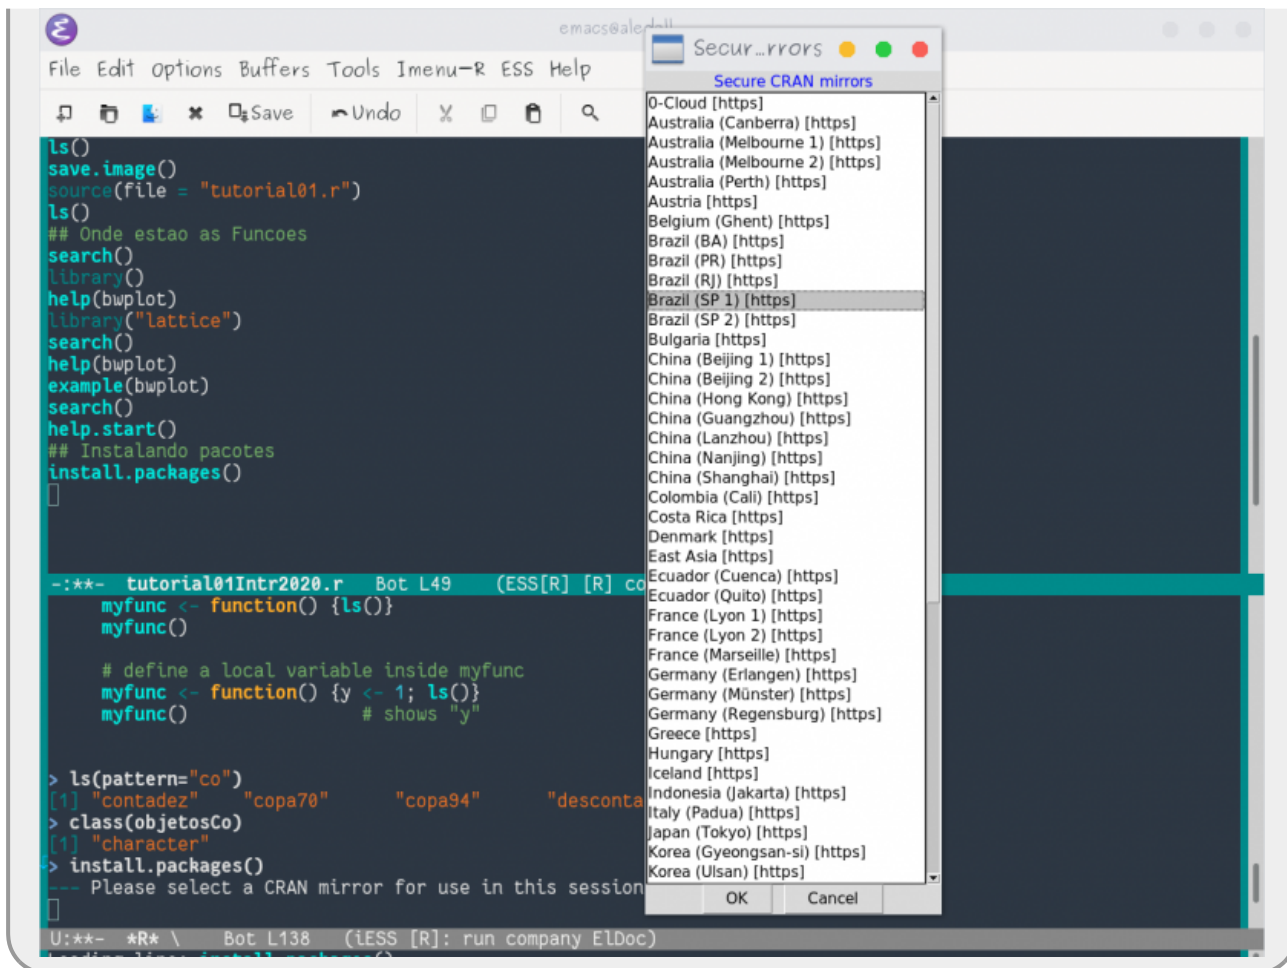 emacs@aledall
File Edit Options Buffers Tools Imenu-R ESS Help
Save Undo
ls()
save.image()
source(file = "tutorial01.r")
ls()
## Onde estao as Funcoes
search()
library()
help(bwplot)
library("lattice")
search()
help(bwplot)
example(bwplot)
search()
help.start()
## Instalando pacotes
install.packages()
-:**- tutorial01Intr2020.r Bot L49 (ESS[R] [R] co
myfunc <- function() {ls()}
myfunc()
# define a local variable inside myfunc
myfunc <- function() {y <- 1; ls()}
myfunc() # shows "y"
> ls(pattern="co")
[1] "contadez" "copa70" "copa94" "desconta
> class(objetosCo)
[1] "character"
> install.packages()
--- Please select a CRAN mirror for use in this session
U:**- *R* \ Bot L138 (iESS [R]: run company ElDoc)
Loading line: install.packages()
Secur…rrors
Secure CRAN mirrors
0-Cloud [https]
Australia (Canberra) [https]
Australia (Melbourne 1) [https]
Australia (Melbourne 2) [https]
Australia (Perth) [https]
Austria [https]
Belgium (Ghent) [https]
Brazil (BA) [https]
Brazil (PR) [https]
Brazil (RJ) [https]
Brazil (SP 1) [https]
Brazil (SP 2) [https]
Bulgaria [https]
China (Beijing 1) [https]
China (Beijing 2) [https]
China (Hong Kong) [https]
China (Guangzhou) [https]
China (Lanzhou) [https]
China (Nanjing) [https]
China (Shanghai) [https]
Colombia (Cali) [https]
Costa Rica [https]
Denmark [https]
East Asia [https]
Ecuador (Cuenca) [https]
Ecuador (Quito) [https]
France (Lyon 1) [https]
France (Lyon 2) [https]
France (Marseille) [https]
Germany (Erlangen) [https]
Germany (Münster) [https]
Germany (Regensburg) [https]
Greece [https]
Hungary [https]
Iceland [https]
Indonesia (Jakarta) [https]
Italy (Padua) [https]
Japan (Tokyo) [https]
Korea (Gyeongsan-si) [https]
Korea (Ulsan) [https]
OK Cancel